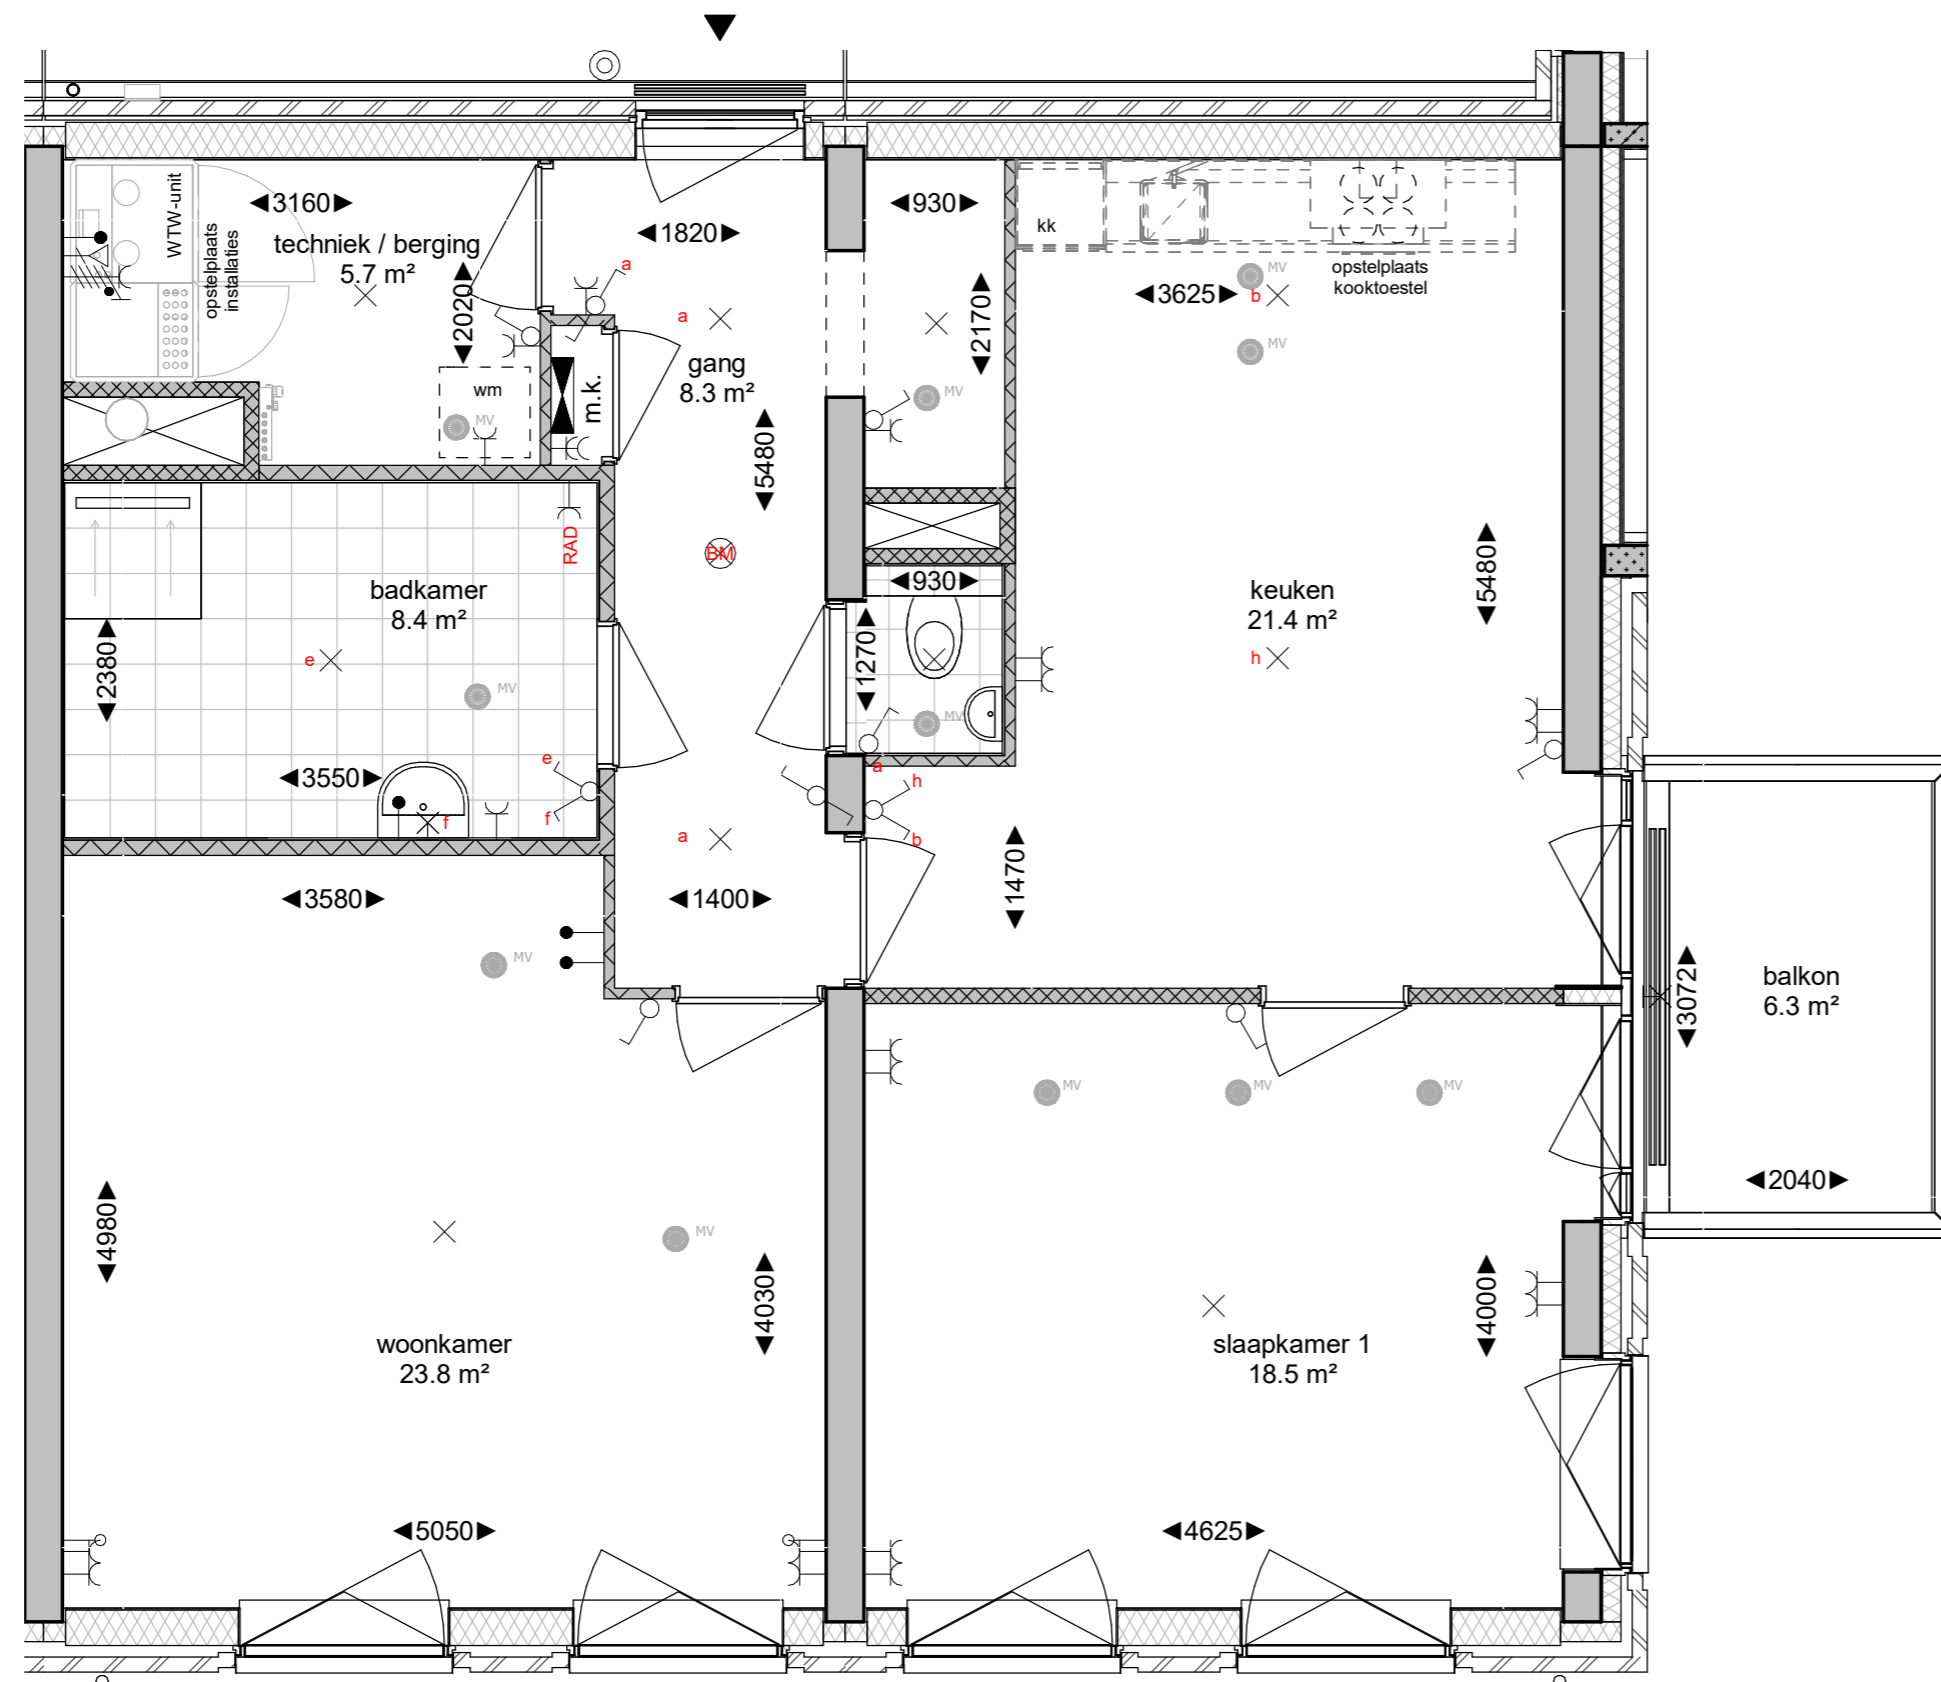 WTW-unit
opstelplaats
installaties
3160
techniek / berging
5.7 m²
2020
wm
MV
m.k.
a
1820
a
gang
8.3 m²
5480
930
2170
MV
kk
opstelplaats
kooktoestel
MV
3625
b
MV
RAD
badkamer
8.4 m²
2380
e
MV
3550
e
f
f
BM
930
1270
MV
a
h
b
a
keuken
21.4 m²
h
5480
1470
1400
3580
MV
balkon
6.3 m²
3072
2040
MV
MV
MV
4980
MV
4030
woonkamer
23.8 m²
5050
4000
slaapkamer 1
18.5 m²
4625